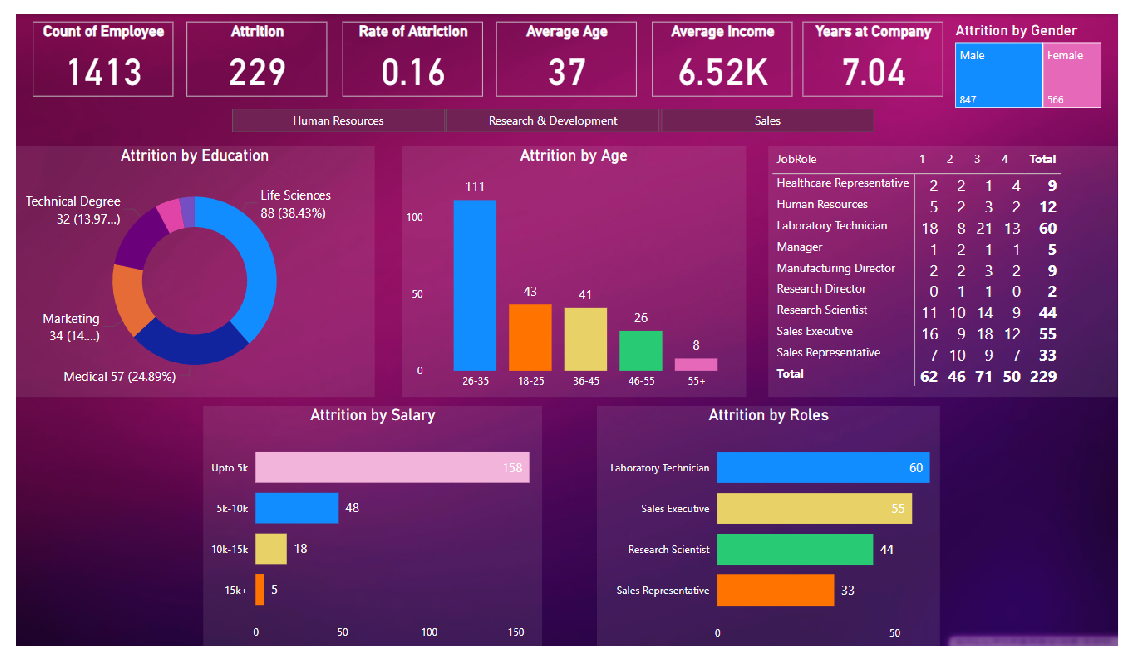 Count of Employee
1413
Attrition
229
Rate of Attriction
0.16
Average Age
37
Average Income
6.52K
Years at Company
7.04
Attrition by Gender
Male
847
Female
566
Human Resources
Research & Development
Sales
Attrition by Education
Life Sciences
88 (38.43%)
Technical Degree
32 (13.97...)
Marketing
34 (14....)
Medical 57 (24.89%)
Attrition by Age
100
50
0
111
43
41
26
8
26-35
18-25
36-45
46-55
55+
JobRole 1 2 3 4 Total
Healthcare Representative 2 2 1 4 9
Human Resources 5 2 3 2 12
Laboratory Technician 18 8 21 13 60
Manager 1 2 1 1 5
Manufacturing Director 2 2 3 2 9
Research Director 0 1 1 0 2
Research Scientist 11 10 14 9 44
Sales Executive 16 9 18 12 55
Sales Representative 7 10 9 7 33
Total 62 46 71 50 229
Attrition by Salary
Upto 5k 158
5k-10k 48
10k-15k 18
15k+ 5
0 50 100 150
Attrition by Roles
Laboratory Technician 60
Sales Executive 55
Research Scientist 44
Sales Representative 33
0 50